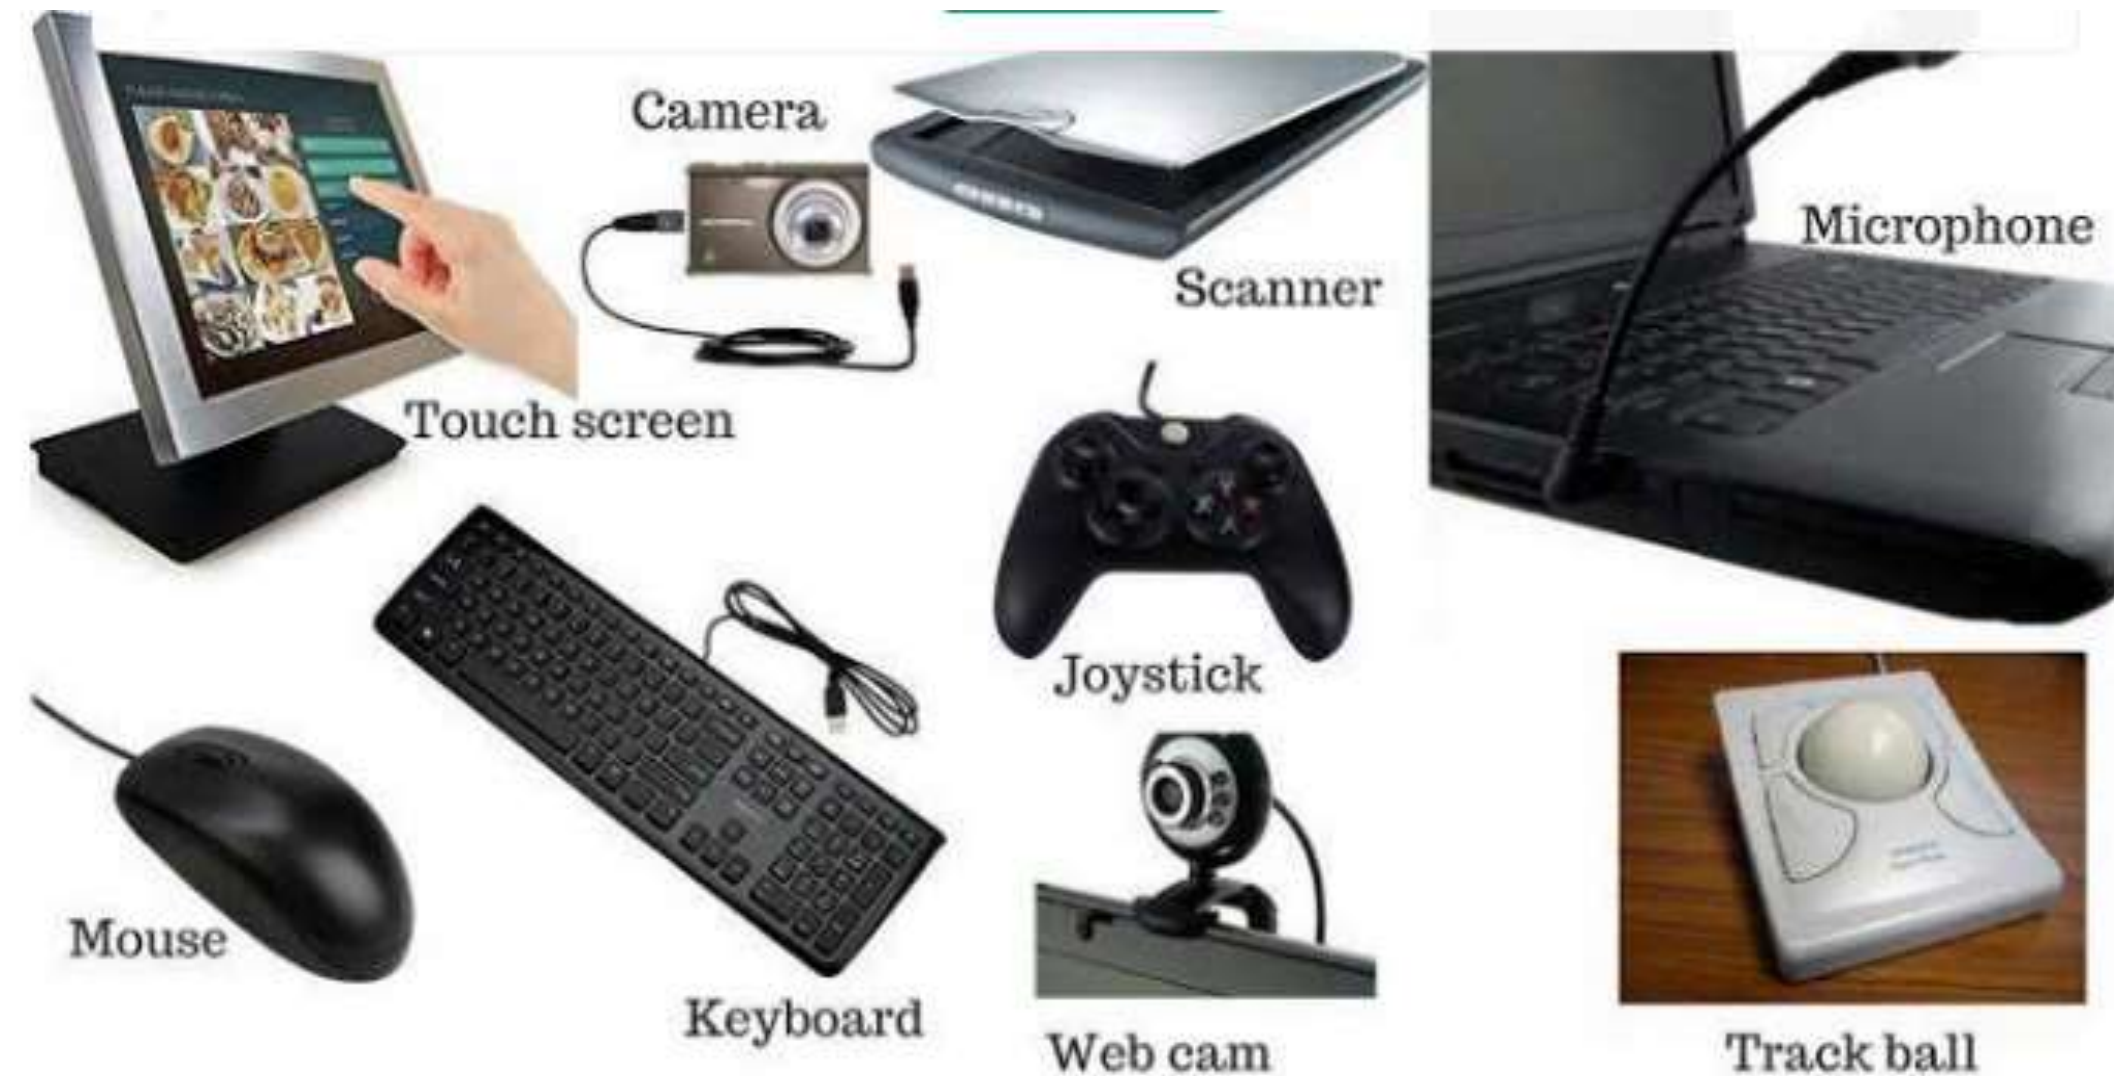 Camera
Scanner
Microphone
Touch screen
Joystick
Mouse
Keyboard
Web cam
Track ball